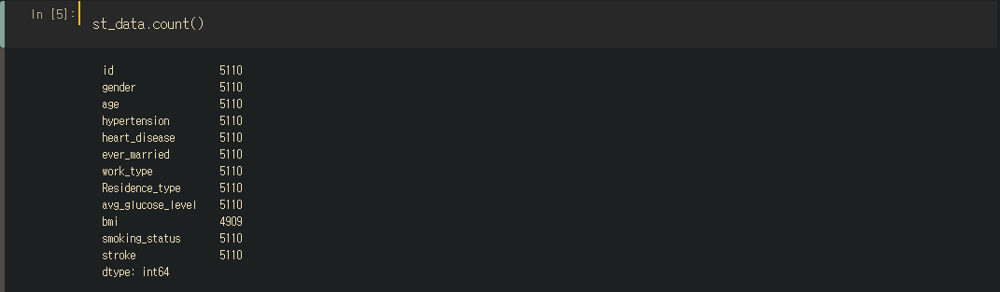 In [5]:
st_data.count()
id 5110
gender 5110
age 5110
hypertension 5110
heart_disease 5110
ever_married 5110
work_type 5110
Residence_type 5110
avg_glucose_level 5110
bmi 4909
smoking_status 5110
stroke 5110
dtype: int64